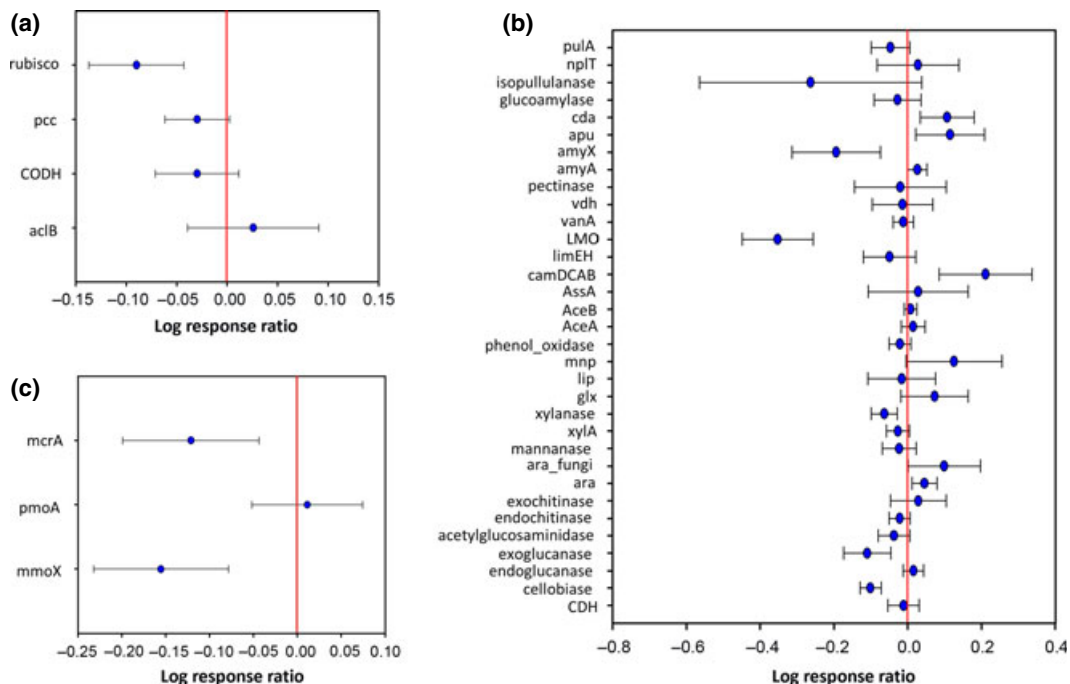 (a)
rubisco
pcc
CODH
aclB
−0.15 −0.10 −0.05 0.00 0.05 0.10 0.15
Log response ratio
(c)
mcrA
pmoA
mmoX
−0.25 −0.20 −0.15 −0.10 −0.05 0.00 0.05 0.10
Log response ratio
(b)
pulA
nplT
isopullulanase
glucoamylase
cda
apu
amyX
amyA
pectinase
vdh
vanA
LMO
limEH
camDCAB
AssA
AceB
AceA
phenol_oxidase
mnp
lip
glx
xylanase
xylA
mannanase
ara_fungi
ara
exochitinase
endochitinase
acetylglucosaminidase
exoglucanase
endoglucanase
cellobiase
CDH
−0.8 −0.6 −0.4 −0.2 0.0 0.2 0.4
Log response ratio